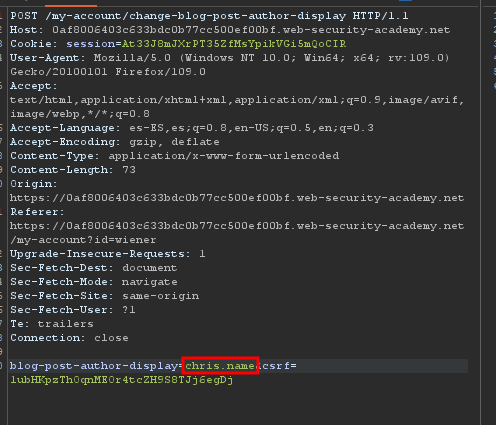 POST /my-account/change-blog-post-author-display HTTP/1.1
Host: 0af8006403c633bdc0b77cc500ef00bf.web-security-academy.net
Cookie: session=At33J8mJXrPT35ZfMsYpikVGi5mQoCIR
User-Agent: Mozilla/5.0 (Windows NT 10.0; Win64; x64; rv:109.0)
Gecko/20100101 Firefox/109.0
Accept:
text/html,application/xhtml+xml,application/xml;q=0.9,image/avif,
image/webp,*/*;q=0.8
Accept-Language: es-ES,es;q=0.8,en-US;q=0.5,en;q=0.3
Accept-Encoding: gzip, deflate
Content-Type: application/x-www-form-urlencoded
Content-Length: 73
Origin:
https://0af8006403c633bdc0b77cc500ef00bf.web-security-academy.net
Referer:
https://0af8006403c633bdc0b77cc500ef00bf.web-security-academy.net
/my-account?id=wiener
Upgrade-Insecure-Requests: 1
Sec-Fetch-Dest: document
Sec-Fetch-Mode: navigate
Sec-Fetch-Site: same-origin
Sec-Fetch-User: ?1
Te: trailers
Connection: close
blog-post-author-display=chris.name&csrf=
lubHKpzThOqnME0r4tcZH9S8TJj6egDj